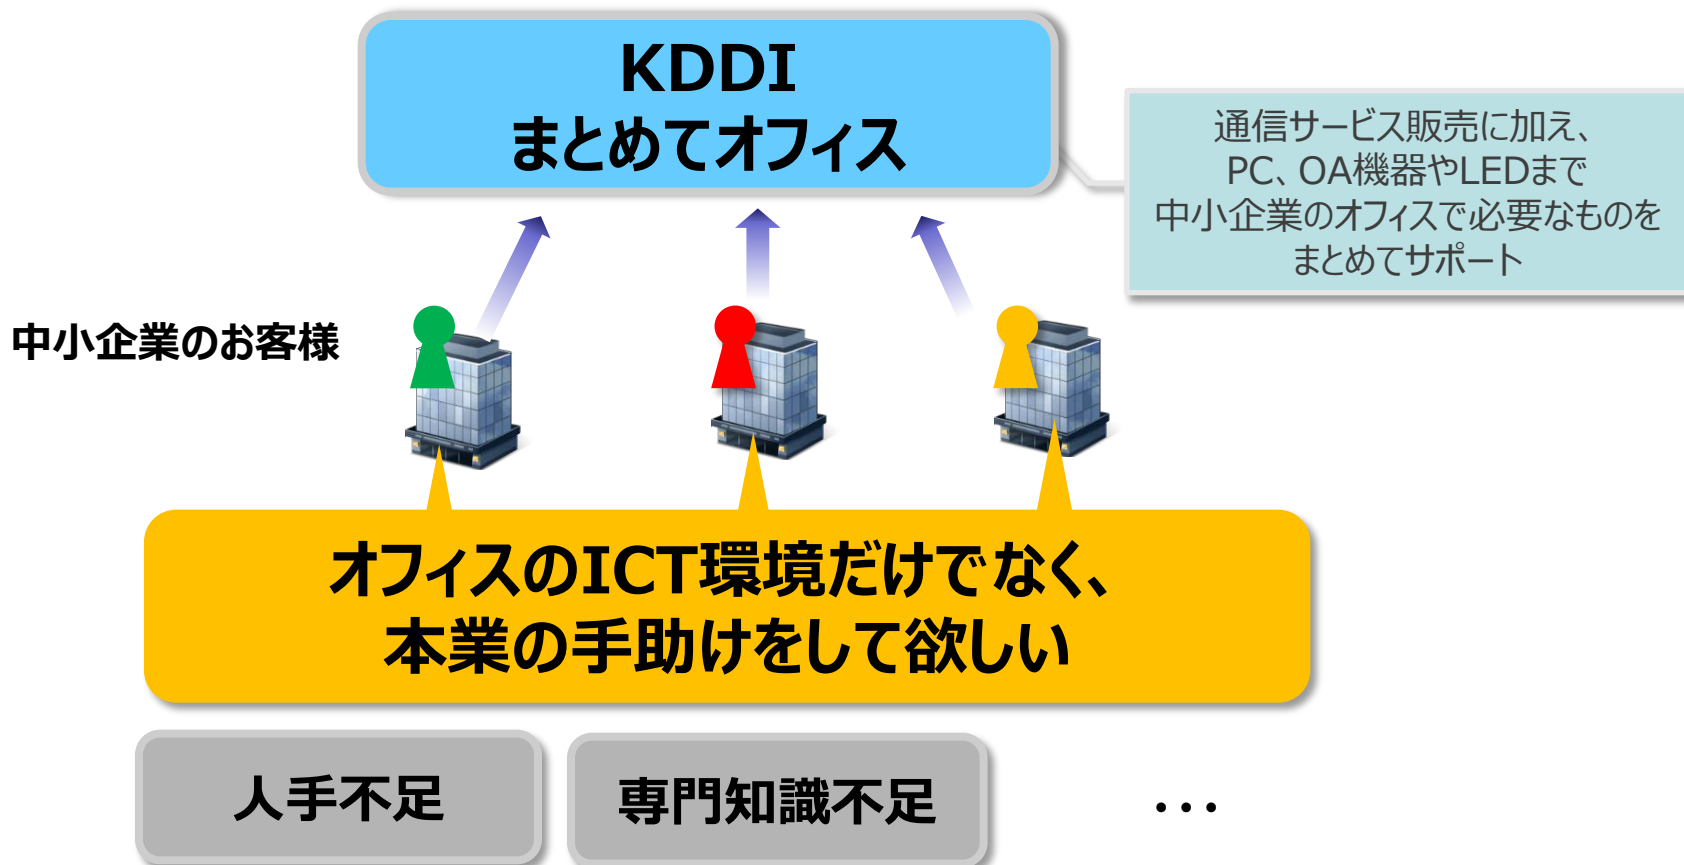 KDDI
まとめてオフィス
通信サービス販売に加え、
PC、OA機器やLEDまで
中小企業のオフィスで必要なものを
まとめてサポート
中小企業のお客様
オフィスのICT環境だけでなく、
本業の手助けをして欲しい
人手不足
専門知識不足
・・・